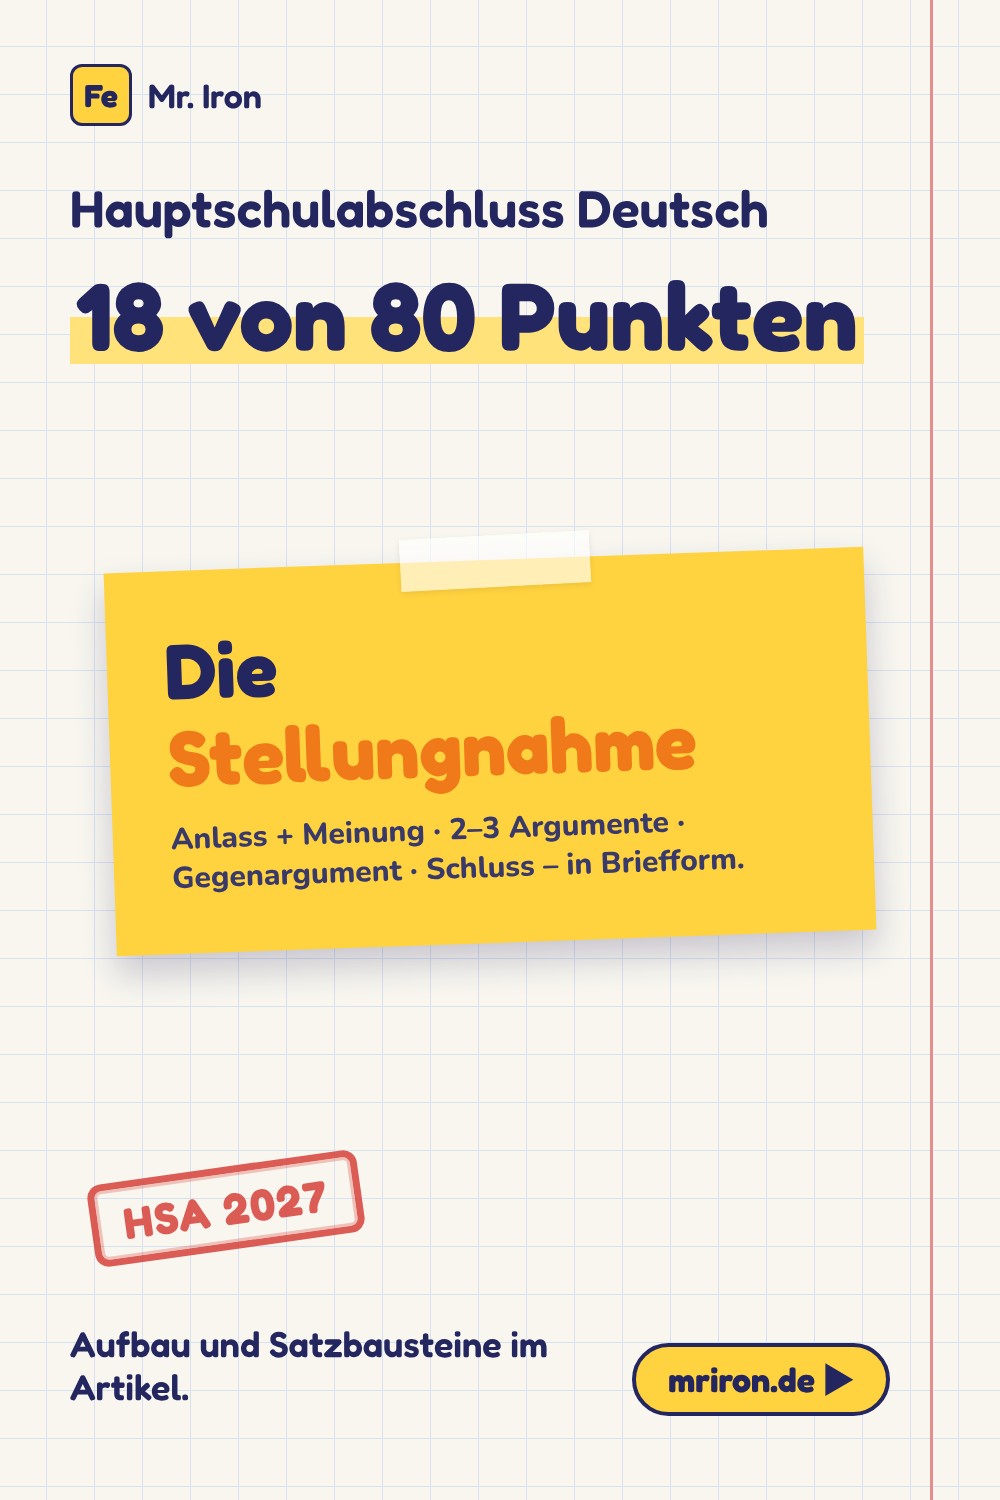 Fe Mr. Iron
Hauptschulabschluss Deutsch
18 von 80 Punkten
Die
Stellungnahme
Anlass + Meinung · 2–3 Argumente ·
Gegenargument · Schluss – in Briefform.
HSA 2027
Aufbau und Satzbausteine im
Artikel.
mriron.de ▶